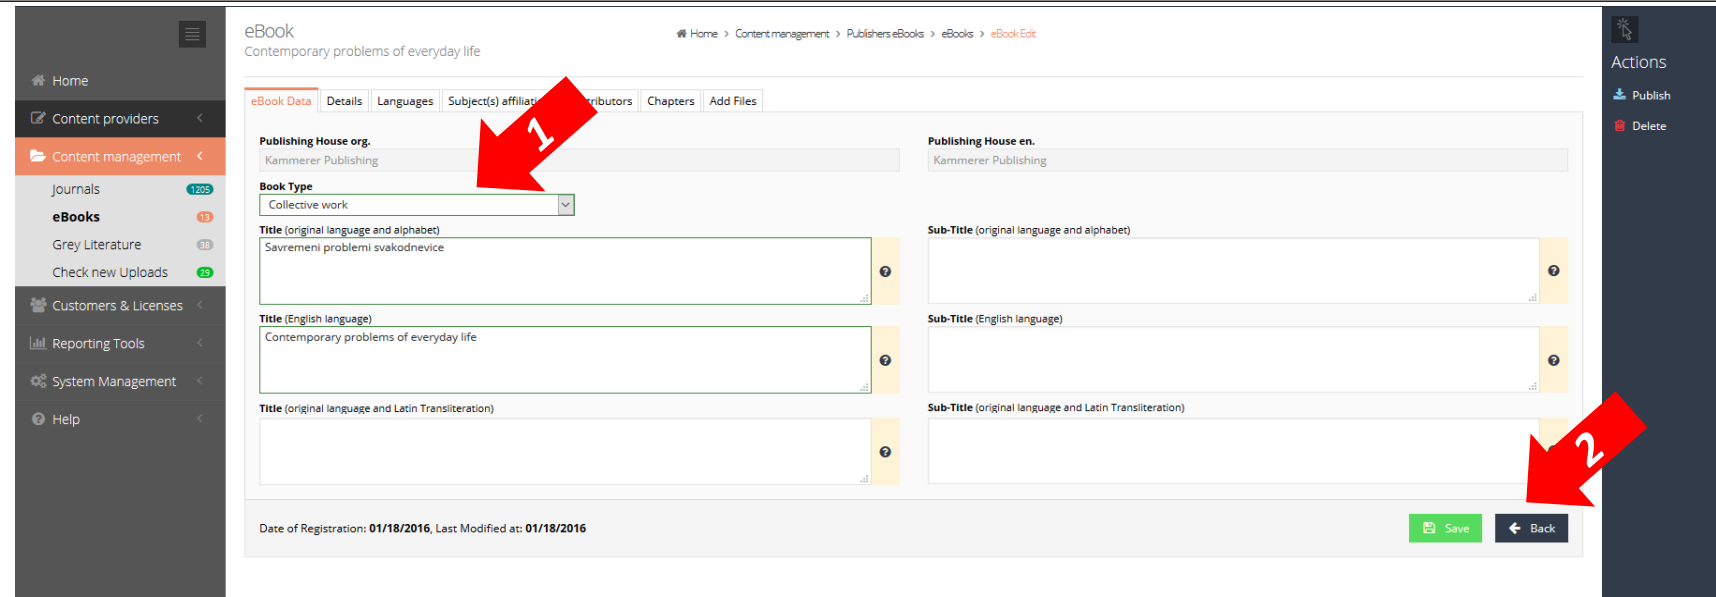 eBook
Contemporary problems of everyday life
Home > Content management > Publishers eBooks > eBooks > eBook Edit
Home
Content providers
Content management
Journals 1205
eBooks 13
Grey Literature 38
Check new Uploads 29
Customers & Licenses
Reporting Tools
System Management
Help
eBook Data Details Languages Subject(s) Chapters Add Files
1
Publishing House org.
Kammerer Publishing
Publishing House en.
Kammerer Publishing
Book Type
Collective work
Title (original language and alphabet)
Savremeni problemi svakodnevice
Sub-Title (original language and alphabet)
Title (English language)
Contemporary problems of everyday life
Sub-Title (English language)
Title (original language and Latin Transliteration)
Sub-Title (original language and Latin Transliteration)
2
Date of Registration: 01/18/2016, Last Modified at: 01/18/2016
Save
Back
Actions
Publish
Delete